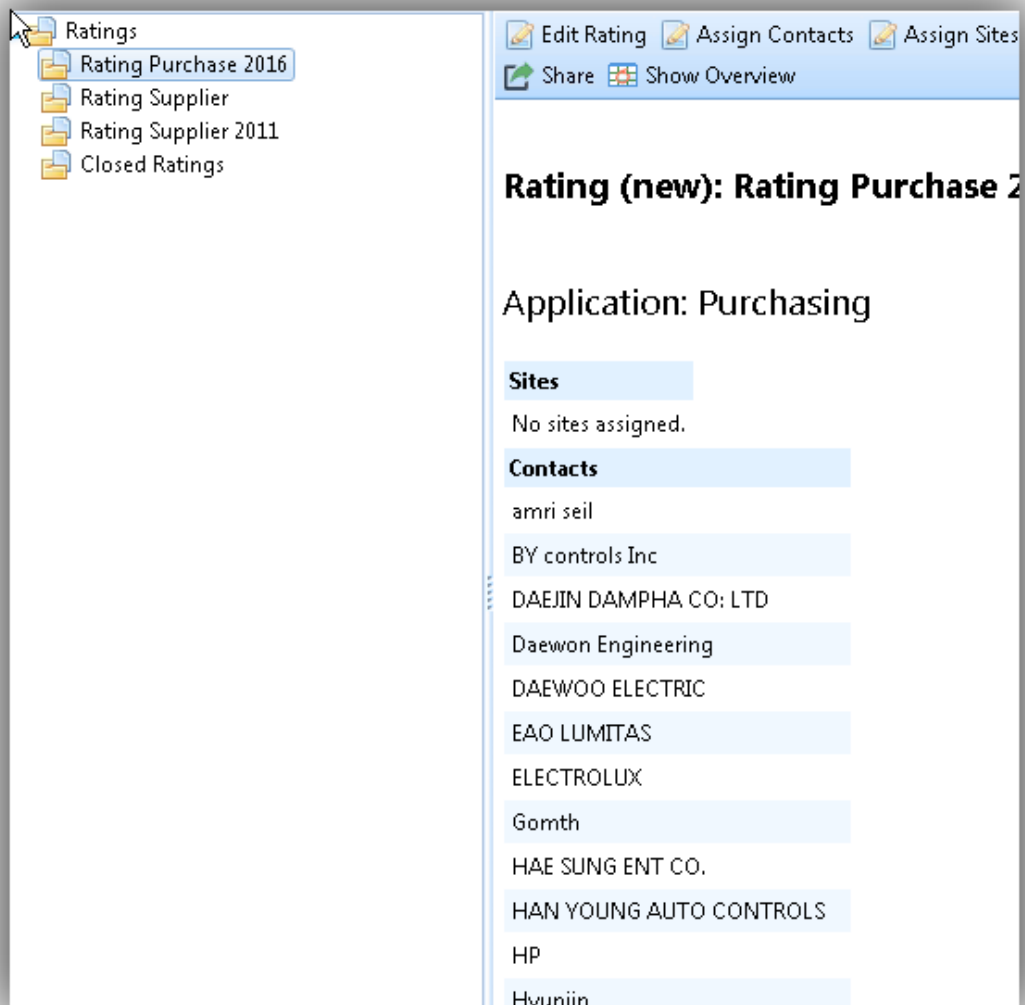 Ratings
Rating Purchase 2016
Rating Supplier
Rating Supplier 2011
Closed Ratings
Edit Rating Assign Contacts Assign Sites
Share Show Overview
Rating (new): Rating Purchase 2
Application: Purchasing
Sites
No sites assigned.
Contacts
amri seil
BY controls Inc
DAEJIN DAMPHA CO: LTD
Daewon Engineering
DAEWOO ELECTRIC
EAO LUMITAS
ELECTROLUX
Gomth
HAE SUNG ENT CO.
HAN YOUNG AUTO CONTROLS
HP
Hyunjin